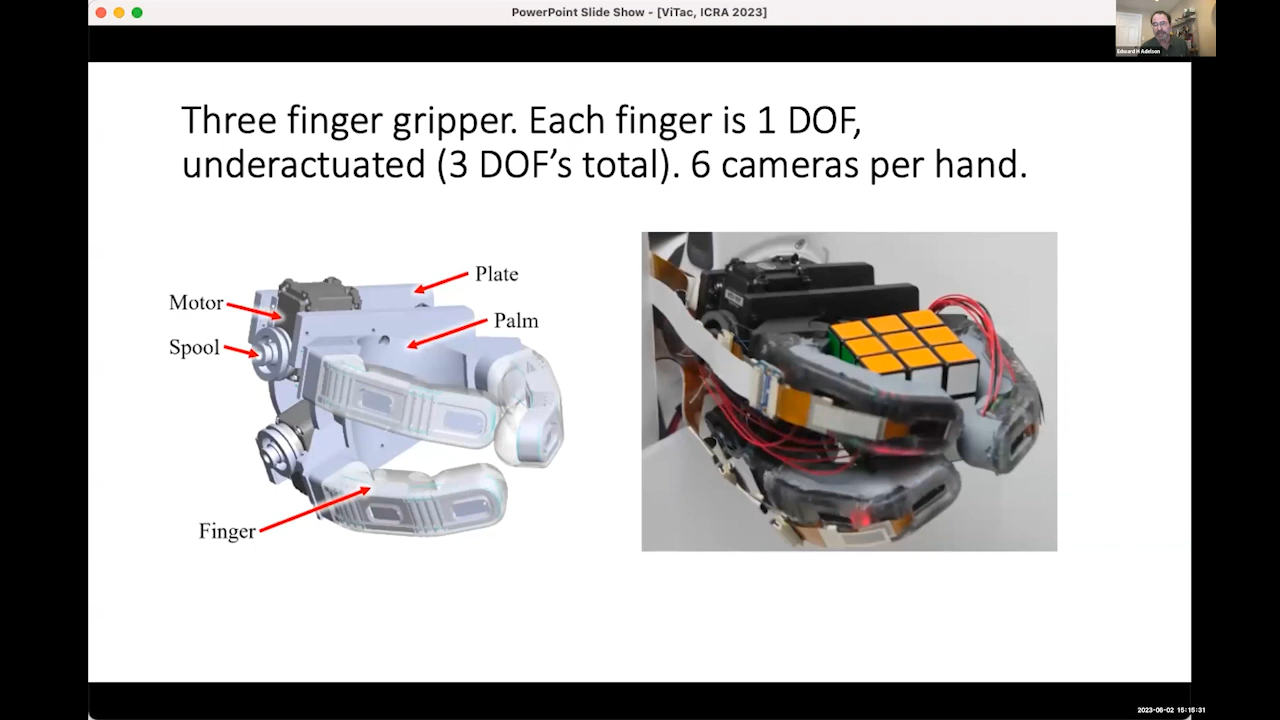 PowerPoint Slide Show - [ViTac, ICRA 2023]
Edward H Adelson
Three finger gripper. Each finger is 1 DOF,
underactuated (3 DOF’s total). 6 cameras per hand.
Plate
Motor
Palm
Spool
Finger
2023-06-02 15:15:31